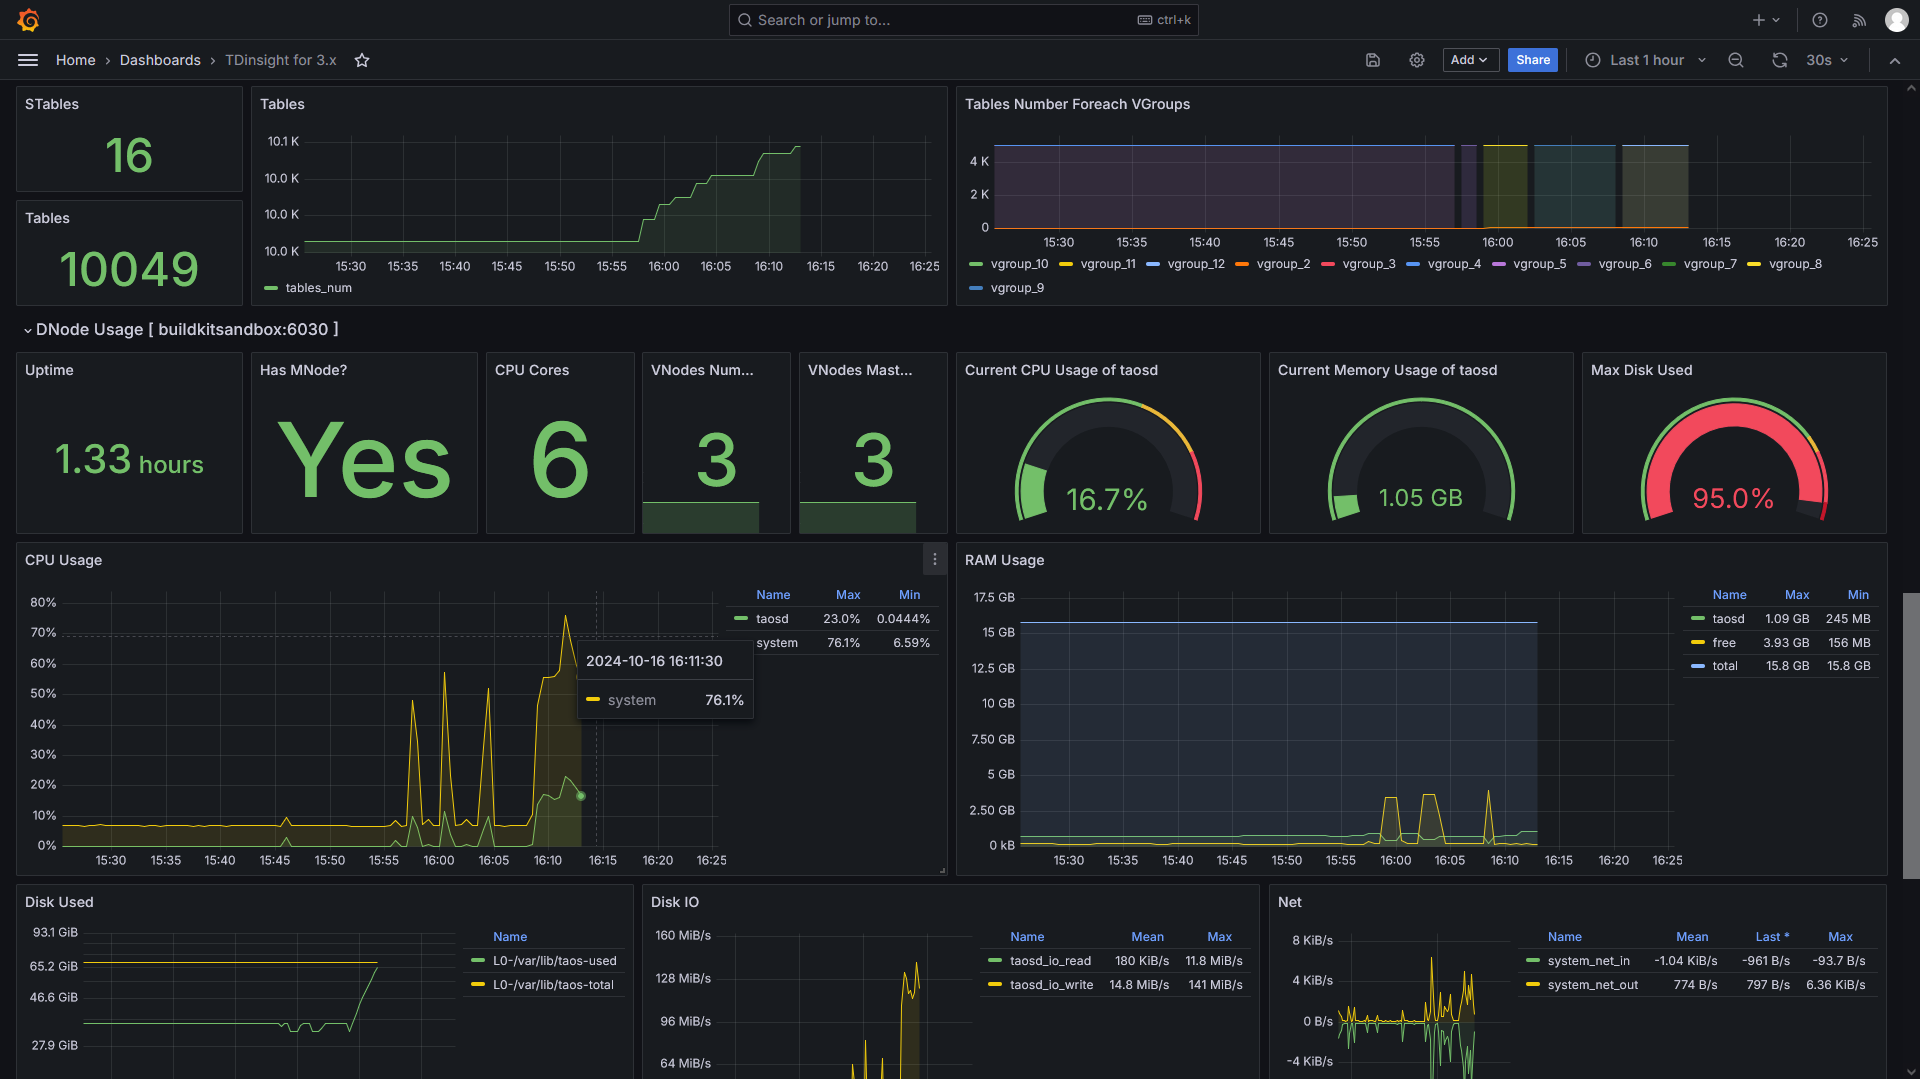 Search or jump to...
ctrl+k
Home › Dashboards › TDinsight for 3.x
Add
Share
Last 1 hour
30s
STables
16
Tables
10049
Tables
10.1 K
10.0 K
10.0 K
10.0 K
15:30 15:35 15:40 15:45 15:50 15:55 16:00 16:05 16:10 16:15 16:20 16:25
tables_num
Tables Number Foreach VGroups
4 K
2 K
0
15:30 15:35 15:40 15:45 15:50 15:55 16:00 16:05 16:10 16:15 16:20 16:25
vgroup_10 vgroup_11 vgroup_12 vgroup_2 vgroup_3 vgroup_4 vgroup_5 vgroup_6 vgroup_7 vgroup_8
vgroup_9
DNode Usage [ buildkitsandbox:6030 ]
Uptime
1.33 hours
Has MNode?
Yes
CPU Cores
6
VNodes Num...
3
VNodes Mast...
3
Current CPU Usage of taosd
16.7%
Current Memory Usage of taosd
1.05 GB
Max Disk Used
95.0%
CPU Usage
80%
70%
60%
50%
40%
30%
20%
10%
0%
15:30 15:35 15:40 15:45 15:50 15:55 16:00 16:05 16:10 16:15 16:20 16:25
Name Max Min
taosd 23.0% 0.0444%
system 76.1% 6.59%
2024-10-16 16:11:30
system 76.1%
RAM Usage
17.5 GB
15 GB
12.5 GB
10 GB
7.50 GB
5 GB
2.50 GB
0 kB
15:30 15:35 15:40 15:45 15:50 15:55 16:00 16:05 16:10 16:15 16:20 16:25
Name Max Min
taosd 1.09 GB 245 MB
free 3.93 GB 156 MB
total 15.8 GB 15.8 GB
Disk Used
93.1 GiB
65.2 GiB
46.6 GiB
27.9 GiB
Name
L0-/var/lib/taos-used
L0-/var/lib/taos-total
Disk IO
160 MiB/s
128 MiB/s
96 MiB/s
64 MiB/s
Name Mean Max
taosd_io_read 180 KiB/s 11.8 MiB/s
taosd_io_write 14.8 MiB/s 141 MiB/s
Net
8 KiB/s
4 KiB/s
0 B/s
-4 KiB/s
Name Mean Last * Max
system_net_in -1.04 KiB/s -961 B/s -93.7 B/s
system_net_out 774 B/s 797 B/s 6.36 KiB/s